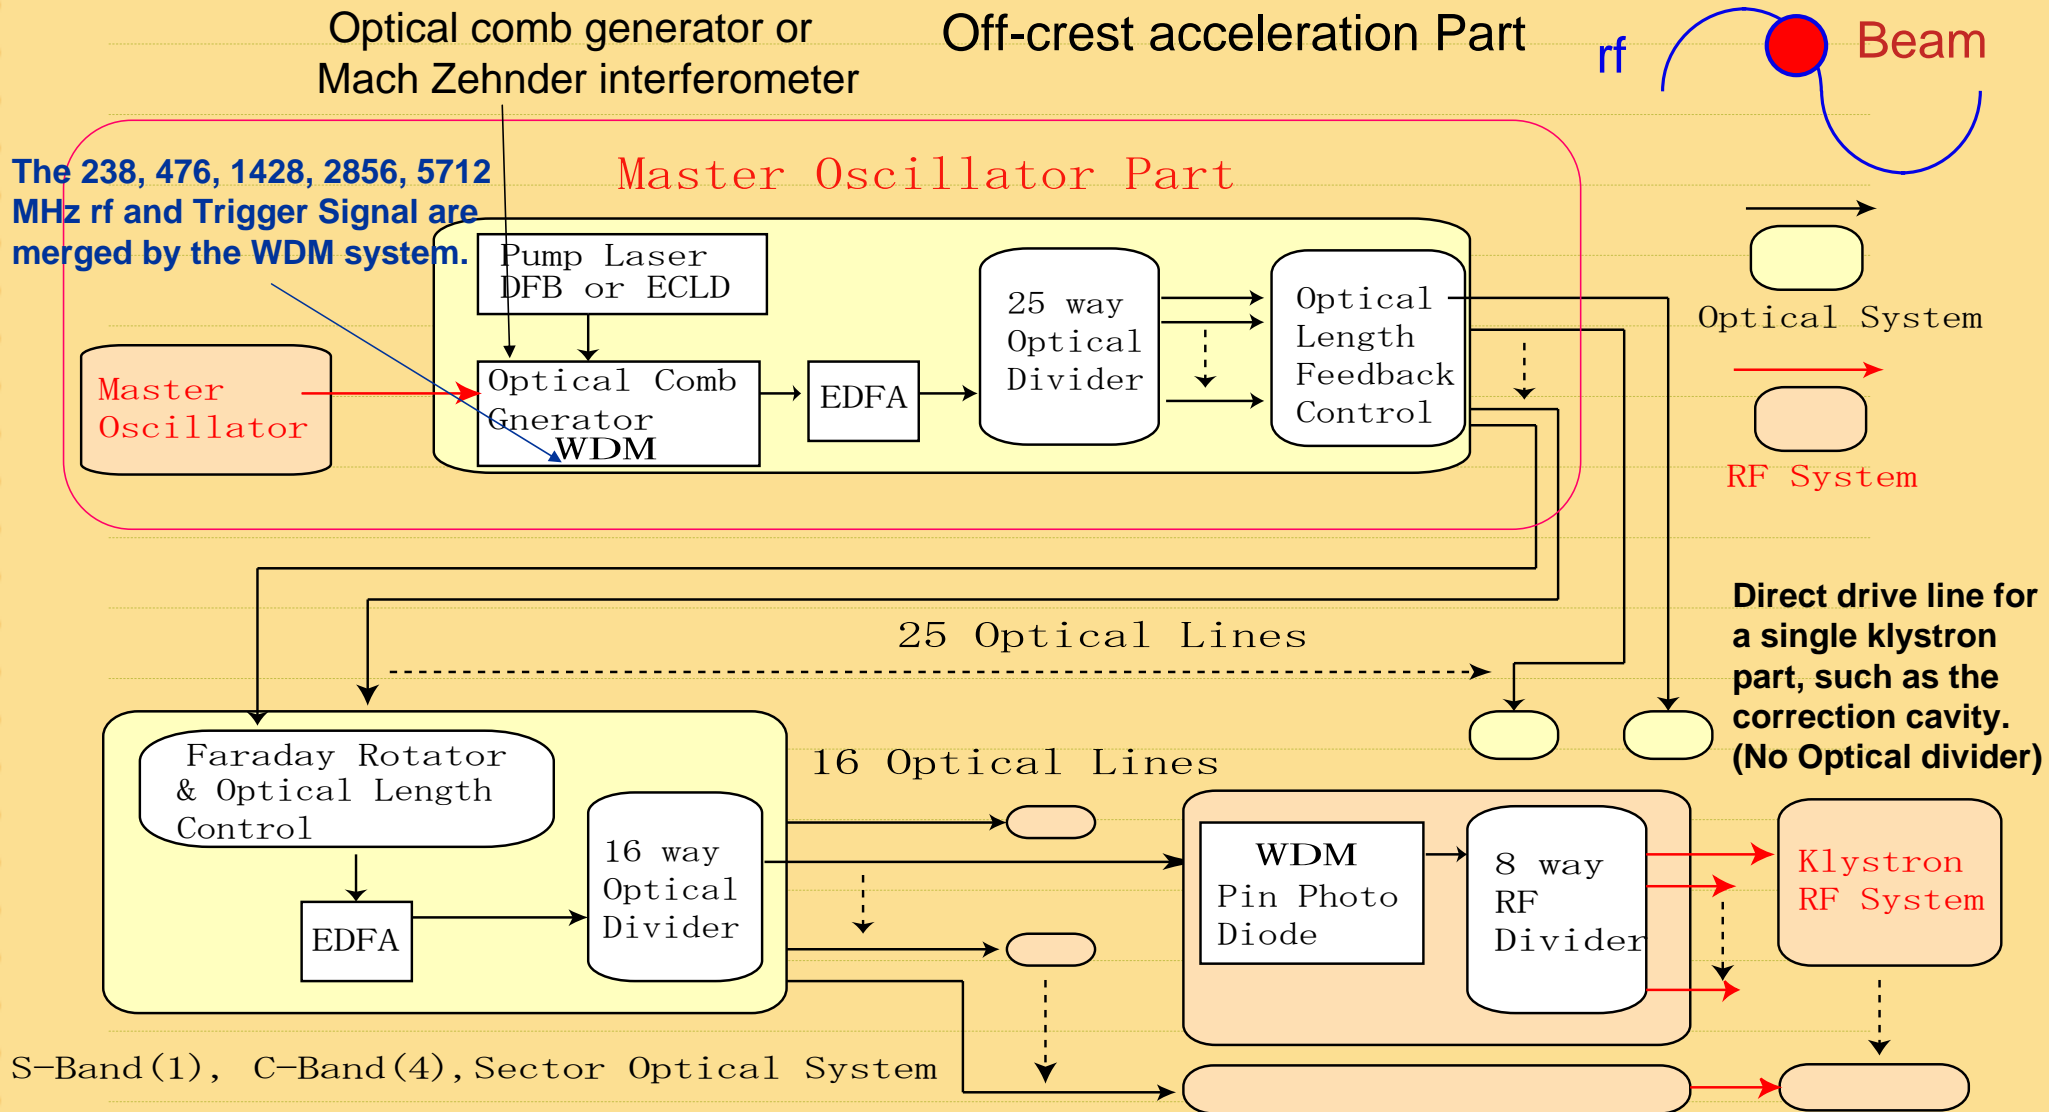 Optical comb generator or
Mach Zehnder interferometer
Off-crest acceleration Part
rf
Beam
The 238, 476, 1428, 2856, 5712
MHz rf and Trigger Signal are
merged by the WDM system.
Master Oscillator Part
Pump Laser
DFB or ECLD
Master
Oscillator
Optical Comb
Gnerator
WDM
EDFA
25 way
Optical
Divider
Optical
Length
Feedback
Control
Optical System
RF System
25 Optical Lines
Direct drive line for
a single klystron
part, such as the
correction cavity.
(No Optical divider)
Faraday Rotator
& Optical Length
Control
EDFA
16 way
Optical
Divider
16 Optical Lines
WDM
Pin Photo
Diode
8 way
RF
Divider
Klystron
RF System
S-Band(1), C-Band(4), Sector Optical System